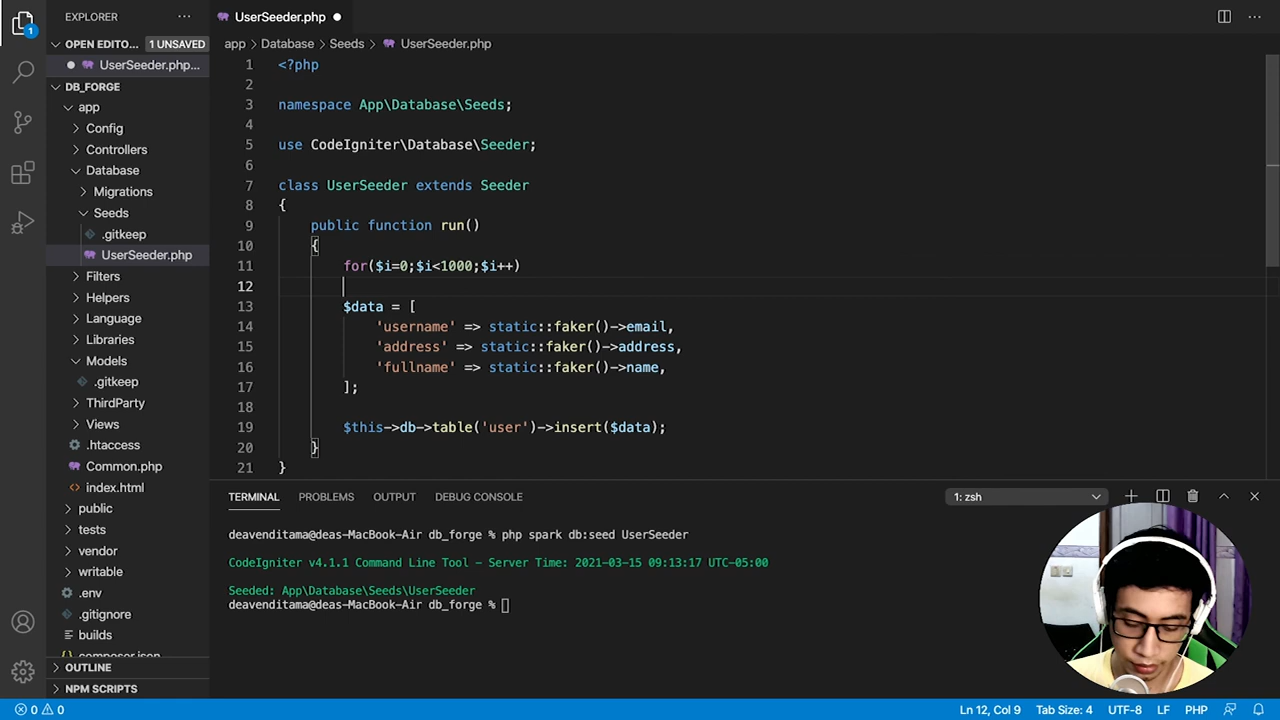 EXPLORER ···
UserSeeder.php ● ···
1
OPEN EDITO... 1 UNSAVED
● UserSeeder.php...
app > Database > Seeds > UserSeeder.php
DB_FORGE
app
Config
Controllers
Database
Migrations
Seeds
.gitkeep
UserSeeder.php
Filters
Helpers
Language
Libraries
Models
.gitkeep
ThirdParty
Views
.htaccess
Common.php
index.html
public
tests
vendor
writable
.env
.gitignore
builds
composer.json
OUTLINE
NPM SCRIPTS
1 <?php
2
3 namespace App\Database\Seeds;
4
5 use CodeIgniter\Database\Seeder;
6
7 class UserSeeder extends Seeder
8 {
9 public function run()
10 {
11 for($i=0;$i<1000;$i++)
12
13 $data = [
14 'username' => static::faker()->email,
15 'address' => static::faker()->address,
16 'fullname' => static::faker()->name,
17 ];
18
19 $this->db->table('user')->insert($data);
20 }
21 }
TERMINAL PROBLEMS OUTPUT DEBUG CONSOLE 1: zsh
deavenditama@deas-MacBook-Air db_forge % php spark db:seed UserSeeder
CodeIgniter v4.1.1 Command Line Tool - Server Time: 2021-03-15 09:13:17 UTC-05:00
Seeded: App\Database\Seeds\UserSeeder
deavenditama@deas-MacBook-Air db_forge %
0 0 Ln 12, Col 9 Tab Size: 4 UTF-8 LF PHP